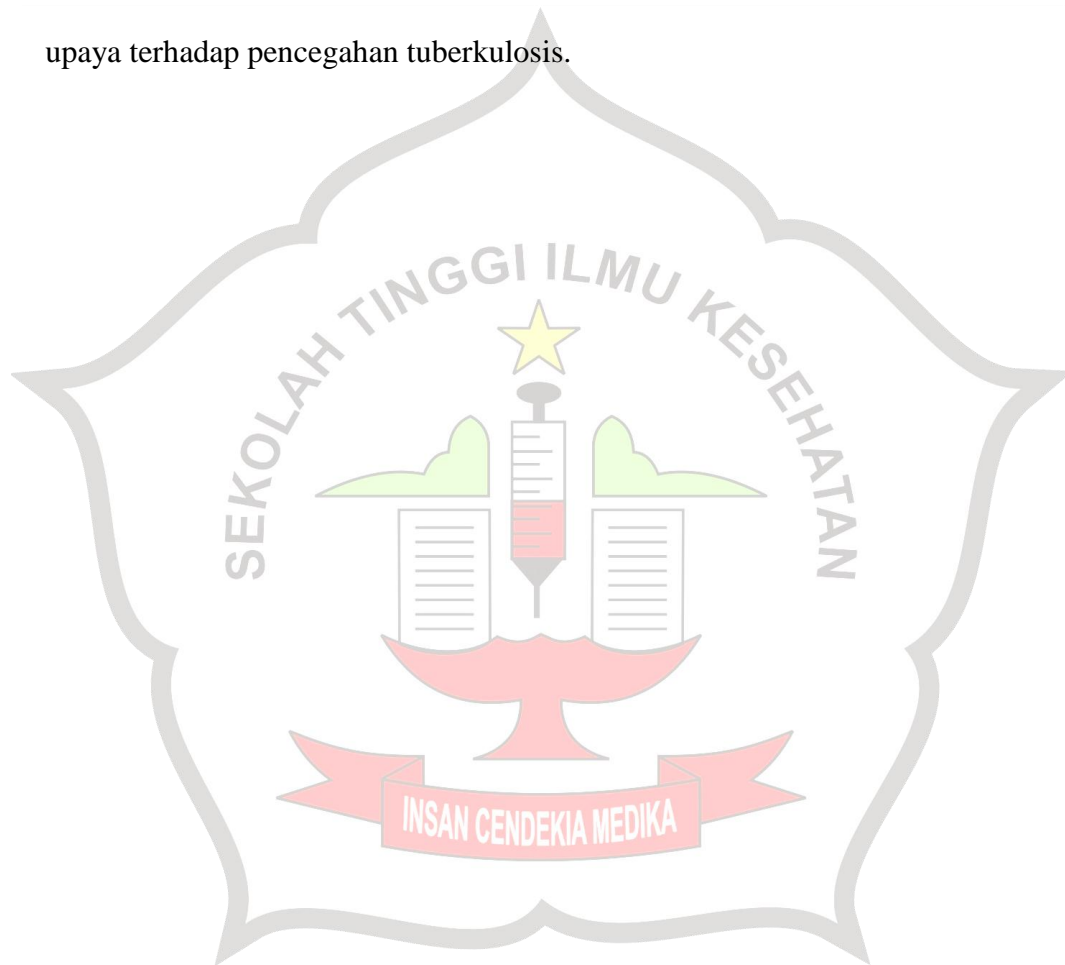 upaya terhadap pencegahan tuberkulosis.
SEKOLAH TINGGI ILMU KESEHATAN
INSAN CENDEKIA MEDIKA